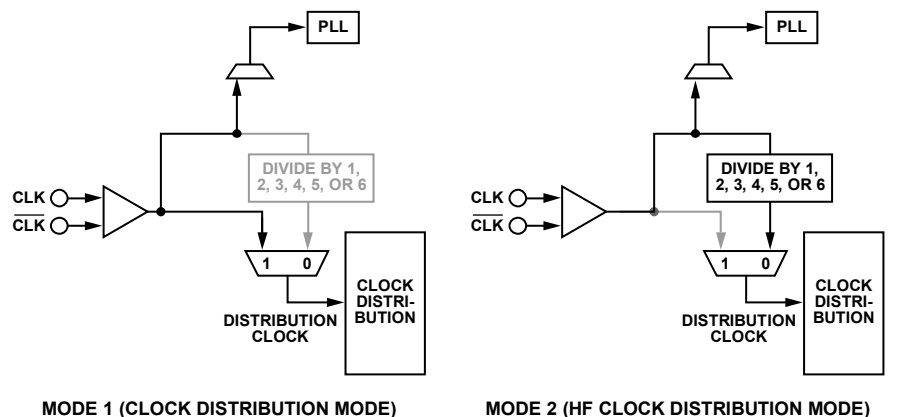 PLL
DIVIDE BY 1,
2, 3, 4, 5, OR 6
CLK
CLK
1 0
CLOCK
DISTRI-
BUTION
DISTRIBUTION
CLOCK
MODE 1 (CLOCK DISTRIBUTION MODE)
PLL
DIVIDE BY 1,
2, 3, 4, 5, OR 6
CLK
CLK
1 0
CLOCK
DISTRI-
BUTION
DISTRIBUTION
CLOCK
MODE 2 (HF CLOCK DISTRIBUTION MODE)